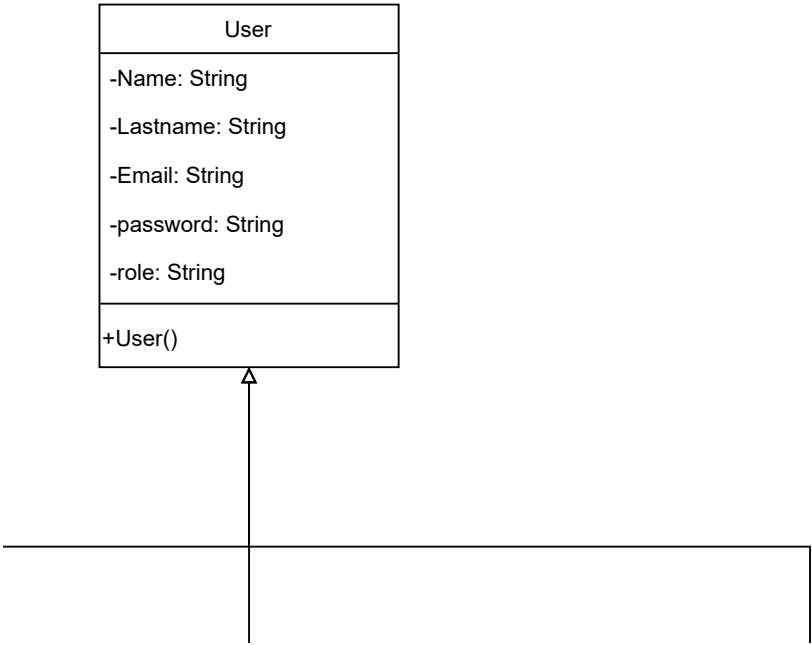 User
-Name: String
-Lastname: String
-Email: String
-password: String
-role: String
+User()